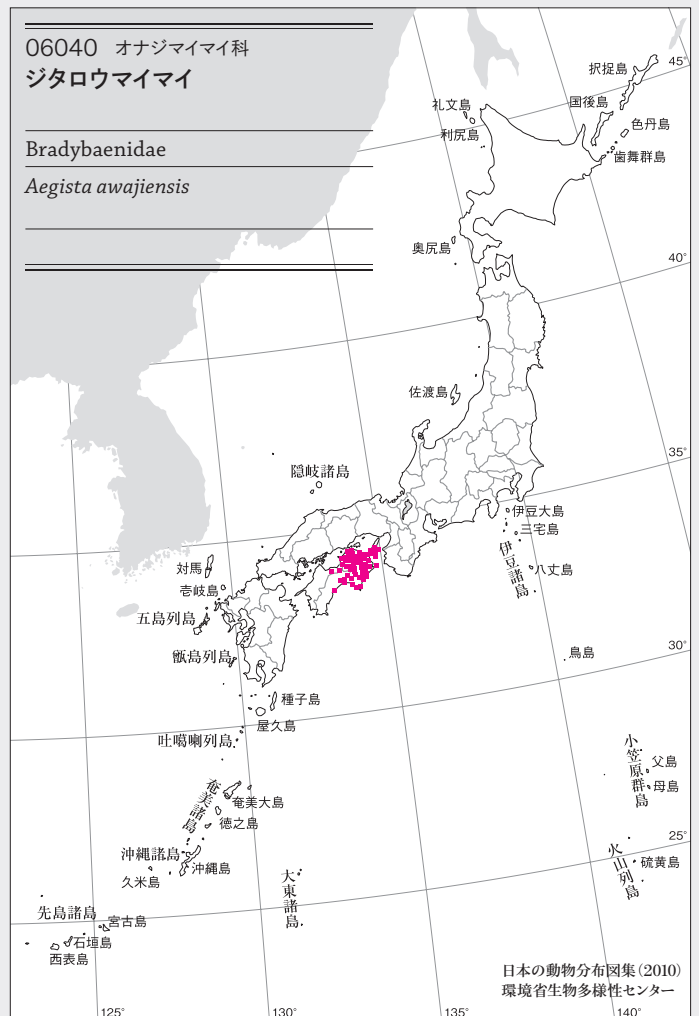 06040 オナジマイマイ科
ジタロウマイマイ
Bradybaenidae
Aegista awajiensis
45°
択捉島
礼文島
国後島
利尻島
色丹島
歯舞群島
奥尻島
40°
佐渡島
35°
隠岐諸島
伊豆大島
三宅島
伊豆諸島
八丈島
対馬
壱岐島
五島列島
甑島列島
鳥島
30°
種子島
屋久島
吐噶喇列島
小笠原群島
父島
母島
奄美諸島
奄美大島
徳之島
25°
沖縄諸島
沖縄島
久米島
火山列島
硫黄島
大東諸島
先島諸島
宮古島
石垣島
西表島
日本の動物分布図集(2010)
環境省生物多様性センター
125°
130°
135°
140°